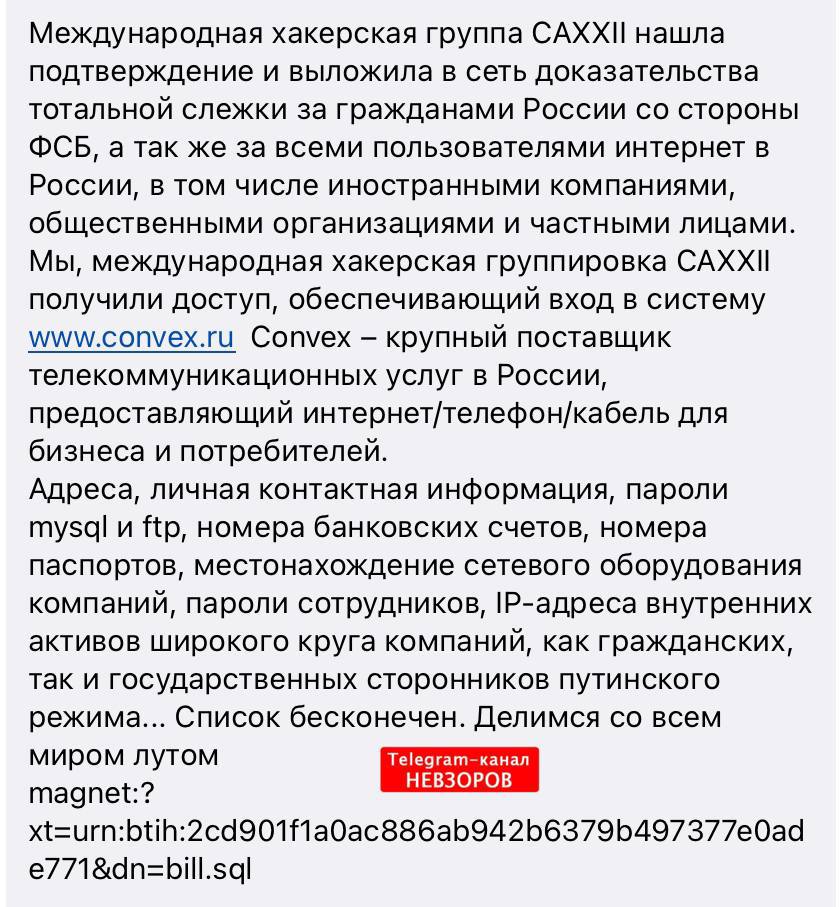 Международная хакерская группа CAXXII нашла
подтверждение и выложила в сеть доказательства
тотальной слежки за гражданами России со стороны
ФСБ, а так же за всеми пользователями интернет в
России, в том числе иностранными компаниями,
общественными организациями и частными лицами.
Мы, международная хакерская группировка CAXXII
получили доступ, обеспечивающий вход в систему
www.convex.ru Convex – крупный поставщик
телекоммуникационных услуг в России,
предоставляющий интернет/телефон/кабель для
бизнеса и потребителей.
Адреса, личная контактная информация, пароли
mysql и ftp, номера банковских счетов, номера
паспортов, местонахождение сетевого оборудования
компаний, пароли сотрудников, IP-адреса внутренних
активов широкого круга компаний, как гражданских,
так и государственных сторонников путинского
режима... Список бесконечен. Делимся со всем
миром лутом
Telegram-канал
НЕВЗОРОВ
magnet:?
xt=urn:btih:2cd901f1a0ac886ab942b6379b497377e0ad
e771&dn=bill.sql